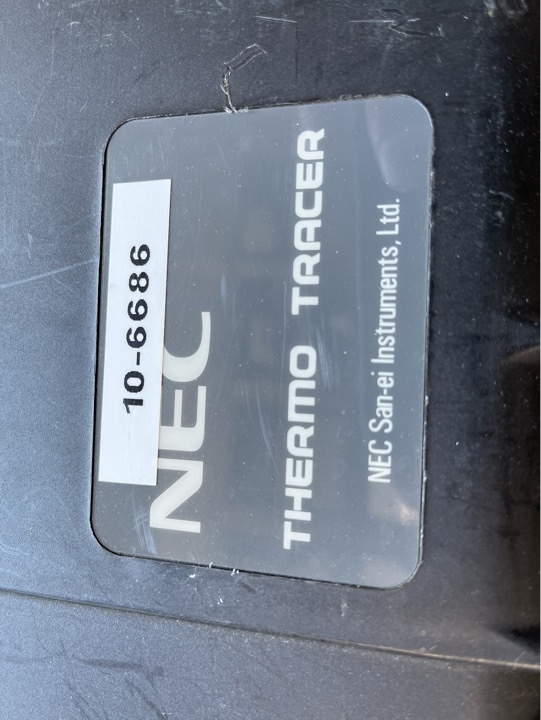 10-6686
NEC
THERMO TRACER
NEC San-ei Instruments, Ltd.